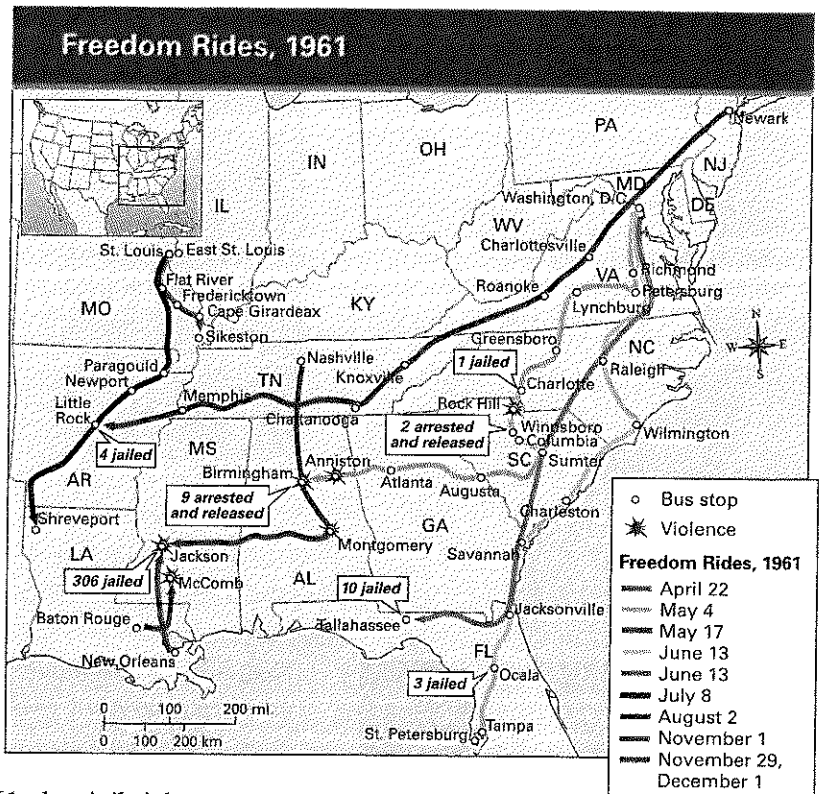 Freedom Rides, 1961
PA
Newark
OH
IN
NJ
MD
Washington, D.C.
DE
IL
WV
Charlottesville
St. Louis
East St. Louis
Richmond
VA
Flat River
Roanoke
Petersburg
Fredericktown
Lynchburg
MO
KY
Cape Girardeax
Sikeston
Greensboro
NC
N
W
E
S
Nashville
Raleigh
Paragould
1 jailed
Newport
TN
Knoxville
Charlotte
Memphis
Little
Rock
Chattanooga
Rock Hill
Winnsboro
2 arrested
and released
Columbia
Wilmington
4 jailed
MS
SC
Sumter
Anniston
Birmingham
AR
9 arrested
and released
Atlanta
Augusta
Charleston
Shreveport
GA
Montgomery
Savannah
LA
Jackson
306 jailed
McComb
AL
10 jailed
Baton Rouge
Tallahassee
Jacksonville
New Orleans
FL
Ocala
3 jailed
0 100 200 mi
0 100 200 km
Tampa
St. Petersburg
Bus stop
Violence
Freedom Rides, 1961
April 22
May 4
May 17
June 13
June 13
July 8
August 2
November 1
November 29,
December 1